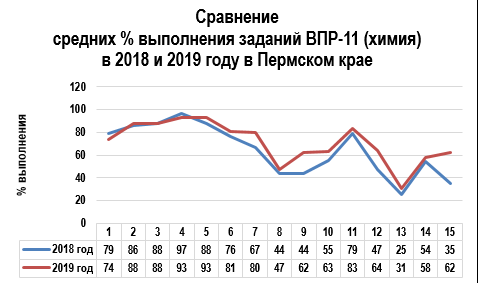 Сравнение
средних % выполнения заданий ВПР-11 (химия)
в 2018 и 2019 году в Пермском крае
% выполнения
120
100
80
60
40
20
0
1 2 3 4 5 6 7 8 9 10 11 12 13 14 15
2018 год 79 86 88 97 88 76 67 44 44 55 79 47 25 54 35
2019 год 74 88 88 93 93 81 80 47 62 63 83 64 31 58 62